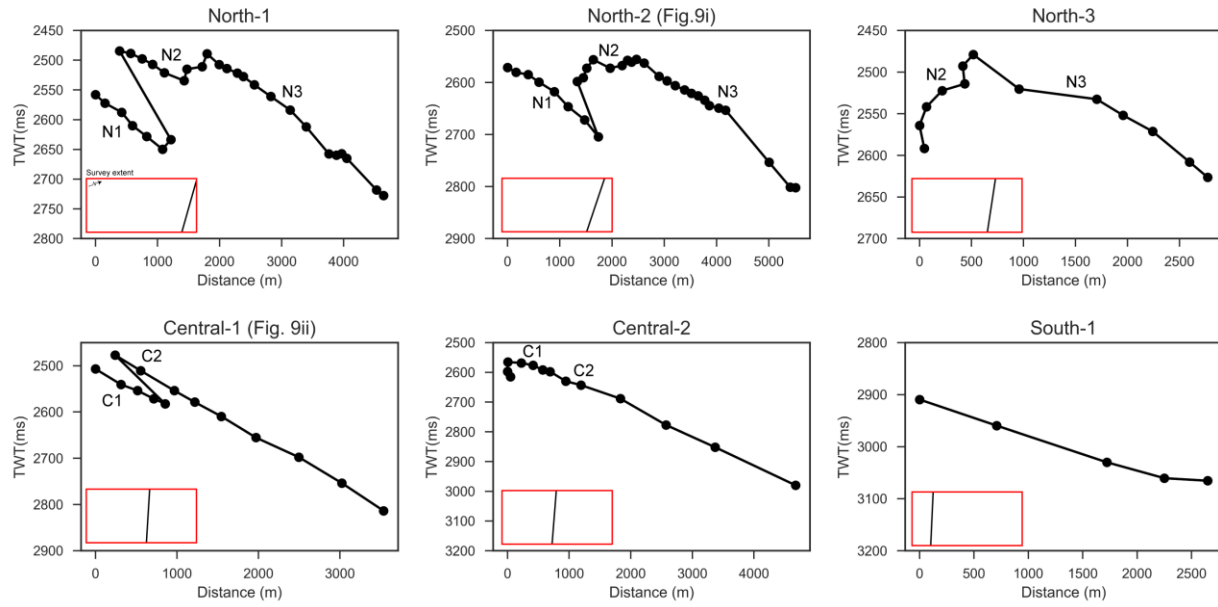 North-1
2450
2500
2550
2600
2650
2700
2750
2800
TWT(ms)
N1
N2
N3
Survey extent
0
1000
2000
3000
4000
Distance (m)
North-2 (Fig.9i)
2500
2600
2700
2800
2900
TWT(ms)
N1
N2
N3
0
1000
2000
3000
4000
5000
Distance (m)
North-3
2450
2500
2550
2600
2650
2700
TWT(ms)
N2
N3
0
500
1000
1500
2000
2500
Distance (m)
Central-1 (Fig. 9ii)
2500
2600
2700
2800
2900
TWT(ms)
C2
C1
0
1000
2000
3000
Distance (m)
Central-2
2500
2600
2700
2800
2900
3000
3100
3200
TWT(ms)
C1
C2
0
1000
2000
3000
4000
Distance (m)
South-1
2800
2900
3000
3100
3200
TWT(ms)
0
500
1000
1500
2000
2500
Distance (m)